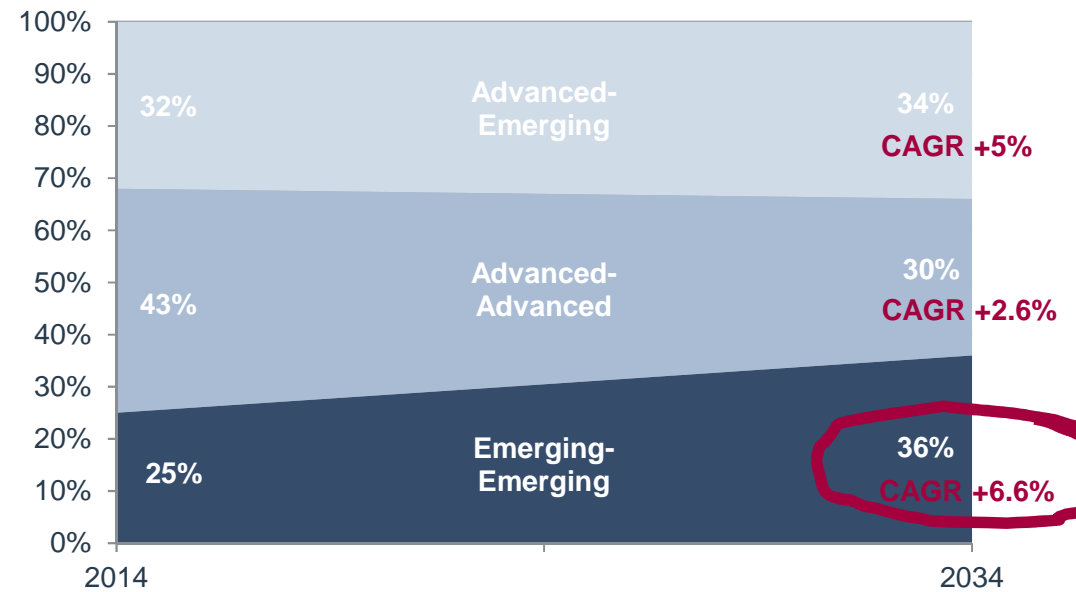 100%
90%
80%
70%
60%
50%
40%
30%
20%
10%
0%
32%
Advanced-
Emerging
34%
CAGR +5%
43%
Advanced-
Advanced
30%
CAGR +2.6%
25%
Emerging-
Emerging
36%
CAGR +6.6%
2014
2034